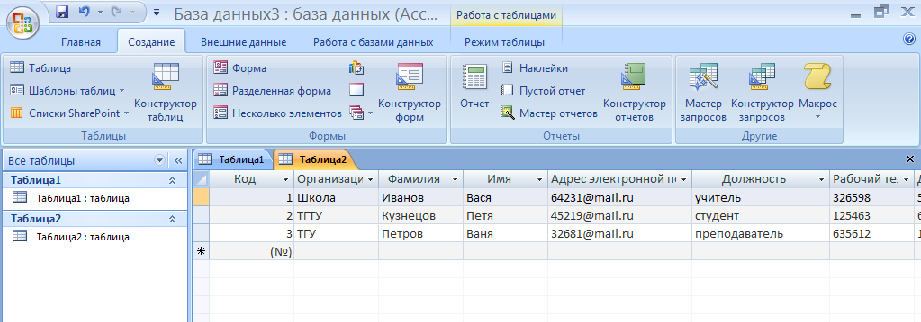 База данных3 : база данных (Acc...
Работа с таблицами
Главная Создание Внешние данные Работа с базами данных Режим таблицы
Таблица
Шаблоны таблиц
Списки SharePoint
Конструктор таблиц
Таблицы
Форма
Разделенная форма
Несколько элементов
Конструктор форм
Формы
Отчет
Наклейки
Пустой отчет
Мастер отчетов
Конструктор отчетов
Отчеты
Мастер запросов
Конструктор запросов
Макрос
Другие
Все таблицы
Таблица1
Таблица1 : таблица
Таблица2
Таблица2 : таблица
Таблица1 Таблица2
Код Организаци Фамилия Имя Адрес электронной по Должность Рабочий те.
1 Школа Иванов Вася 64231@mail.ru учитель 326598
2 ТГТУ Кузнецов Петя 45219@mail.ru студент 125463
3 ТГУ Петров Ваня 32681@mail.ru преподаватель 635612
(№)